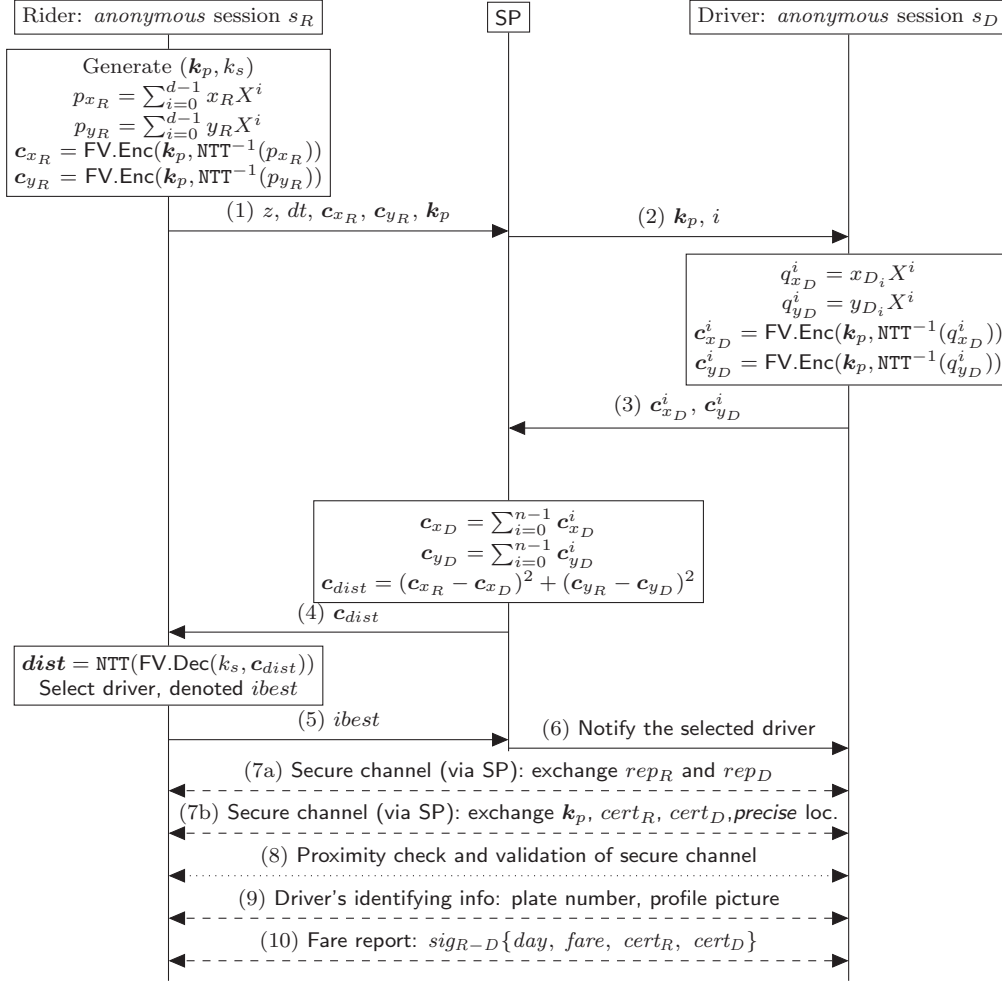 Rider: anonymous session s_R
SP
Driver: anonymous session s_D
Generate (k_p, k_s)
p_{x_R} = ∑_{i=0}^{d−1} x_R X^i
p_{y_R} = ∑_{i=0}^{d−1} y_R X^i
c_{x_R} = FV.Enc(k_p, NTT^{−1}(p_{x_R}))
c_{y_R} = FV.Enc(k_p, NTT^{−1}(p_{y_R}))
(1) z, dt, c_{x_R}, c_{y_R}, k_p
(2) k_p, i
q^i_{x_D} = x_{D_i} X^i
q^i_{y_D} = y_{D_i} X^i
c^i_{x_D} = FV.Enc(k_p, NTT^{−1}(q^i_{x_D}))
c^i_{y_D} = FV.Enc(k_p, NTT^{−1}(q^i_{y_D}))
(3) c^i_{x_D}, c^i_{y_D}
c_{x_D} = ∑_{i=0}^{n−1} c^i_{x_D}
c_{y_D} = ∑_{i=0}^{n−1} c^i_{y_D}
c_{dist} = (c_{x_R} − c_{x_D})^2 + (c_{y_R} − c_{y_D})^2
(4) c_{dist}
dist = NTT(FV.Dec(k_s, c_{dist}))
Select driver, denoted ibest
(5) ibest
(6) Notify the selected driver
(7a) Secure channel (via SP): exchange rep_R and rep_D
(7b) Secure channel (via SP): exchange k_p, cert_R, cert_D,precise loc.
(8) Proximity check and validation of secure channel
(9) Driver's identifying info: plate number, profile picture
(10) Fare report: sig_{R−D}{day, fare, cert_R, cert_D}